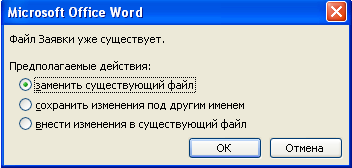 Microsoft Office Word
Файл Заявки уже существует.
Предполагаемые действия:
заменить существующий файл
сохранить изменения под другим именем
внести изменения в существующий файл
OK
Отмена